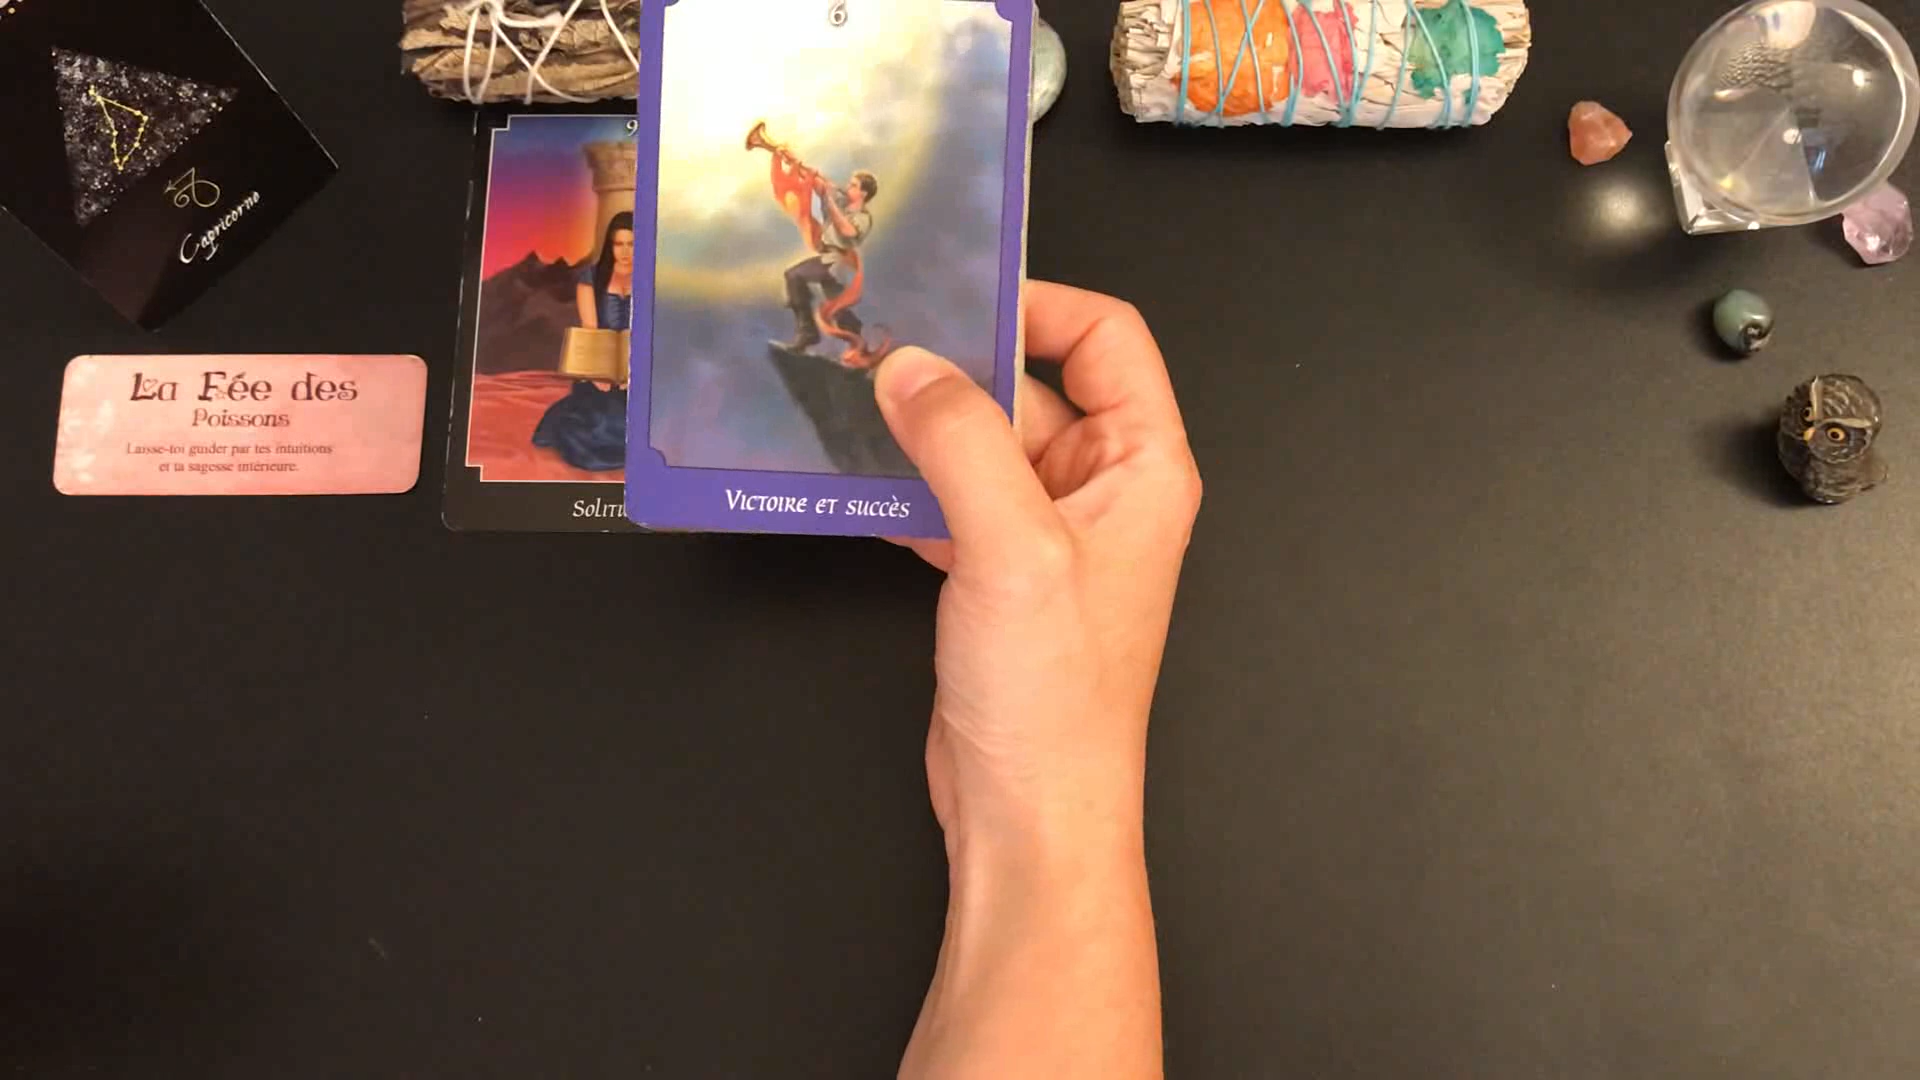 Capricorno
La Fée des
Poissons
Laisse-toi guider par tes intuitions
et ta sagesse intérieure.
9
6
Victoire et succès